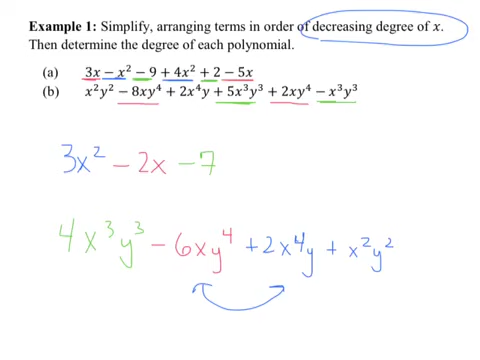 Example 1: Simplify, arranging terms in order of decreasing degree of x.
Then determine the degree of each polynomial.
(a) 3x − x² − 9 + 4x² + 2 − 5x
(b) x²y² − 8xy⁴ + 2x⁴y + 5x³y³ + 2xy⁴ − x³y³
3x² − 2x − 7
4x³y³ − 6xy⁴ + 2x⁴y + x²y²